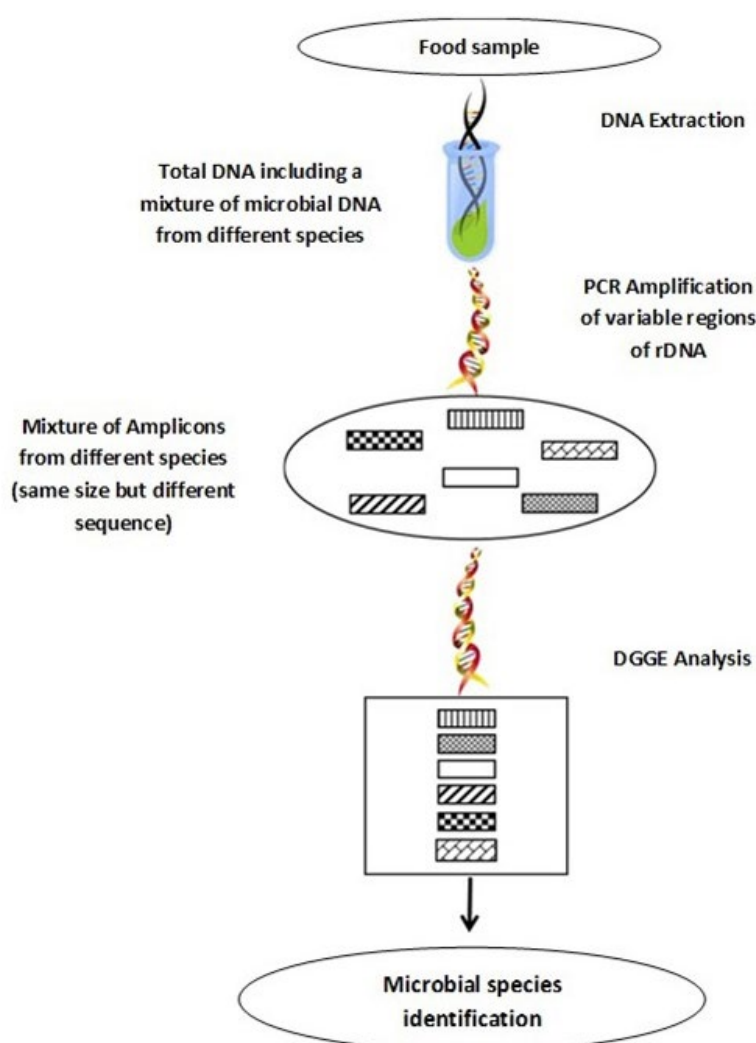 Food sample
DNA Extraction
Total DNA including a
mixture of microbial DNA
from different species
PCR Amplification
of variable regions
of rDNA
Mixture of Amplicons
from different species
(same size but different
sequence)
DGGE Analysis
Microbial species
identification